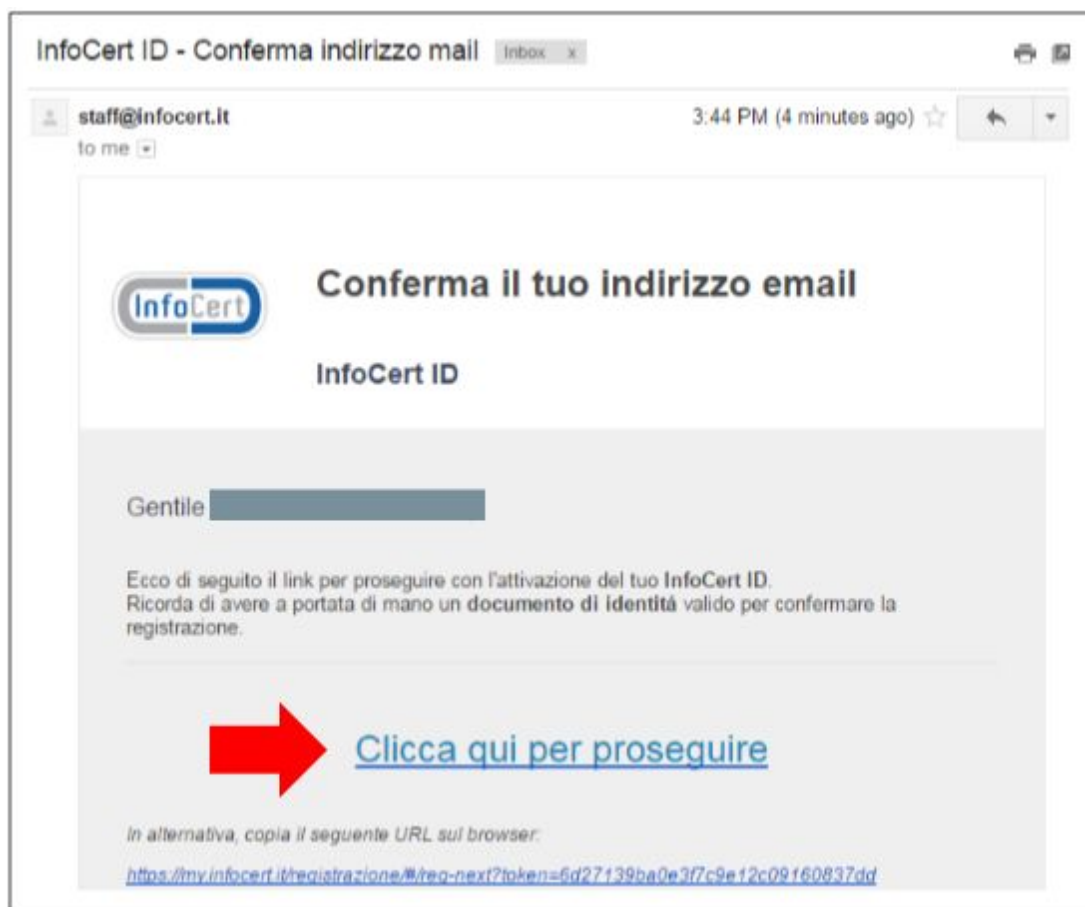 InfoCert ID - Conferma indirizzo mail Inbox x
staff@infocert.it 3:44 PM (4 minutes ago)
to me
InfoCert
Conferma il tuo indirizzo email
InfoCert ID
Gentile
Ecco di seguito il link per proseguire con l'attivazione del tuo InfoCert ID.
Ricorda di avere a portata di mano un documento di identitá valido per confermare la
registrazione.
Clicca qui per proseguire
In alternativa, copia il seguente URL sul browser:
https://my.infocert.it/registrazione/#/reg-next?token=6d27139ba0e3f7c9e12c09160837dd